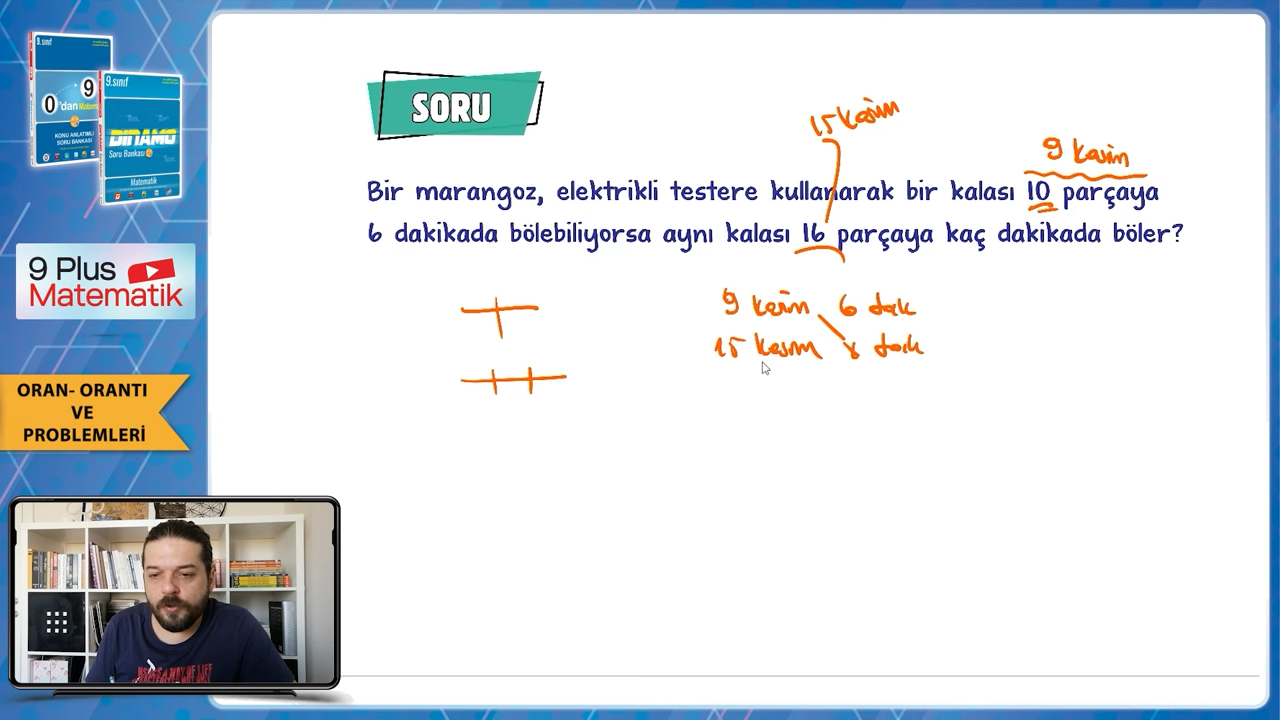 9.sınıf
0'dan 9
KONU ANLATIMLI
SORU BANKASI
9.sınıf
DİNAMO
Soru Bankası
Matematik
9 Plus
Matematik
ORAN- ORANTI
VE
PROBLEMLERİ
SORU
15 kesim
9 kesim
Bir marangoz, elektrikli testere kullanarak bir kalası 10 parçaya
6 dakikada bölebiliyorsa aynı kalası 16 parçaya kaç dakikada böler?
9 kesim 6 dak
15 kesim x dak